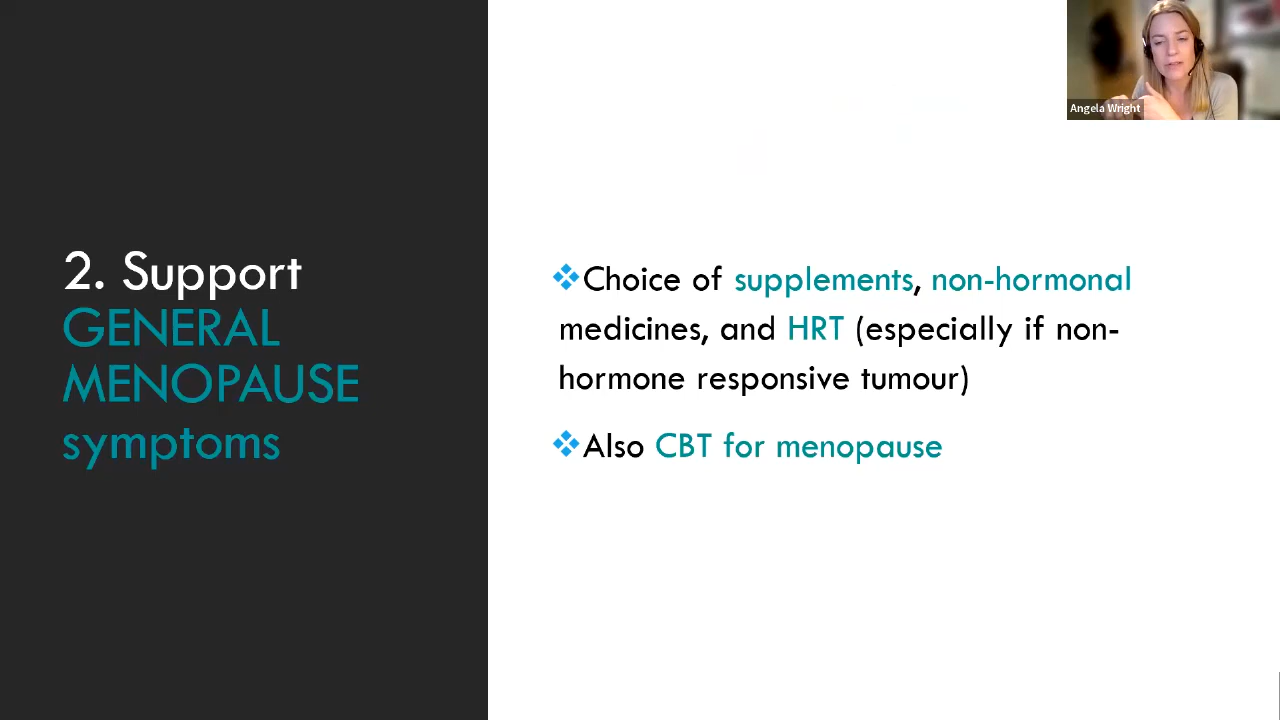 Angela Wright
2. Support
GENERAL
MENOPAUSE
symptoms
❖Choice of supplements, non-hormonal
medicines, and HRT (especially if non-
hormone responsive tumour)
❖Also CBT for menopause